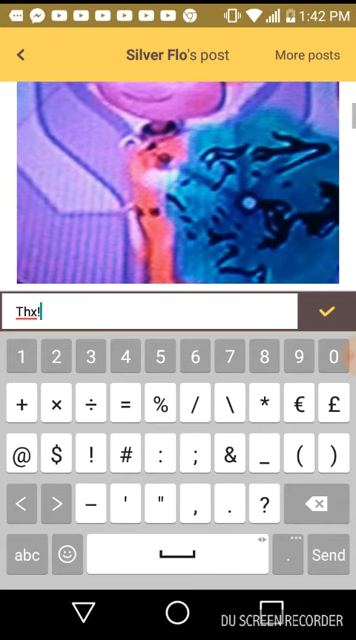 1:42 PM
Silver Flo's post
More posts
Thx!
1 2 3 4 5 6 7 8 9 0
+ × ÷ = % / \ * € £
@ $ ! # : ; & _ ( )
< > – ' " , . ?
abc . Send
DU SCREEN RECORDER